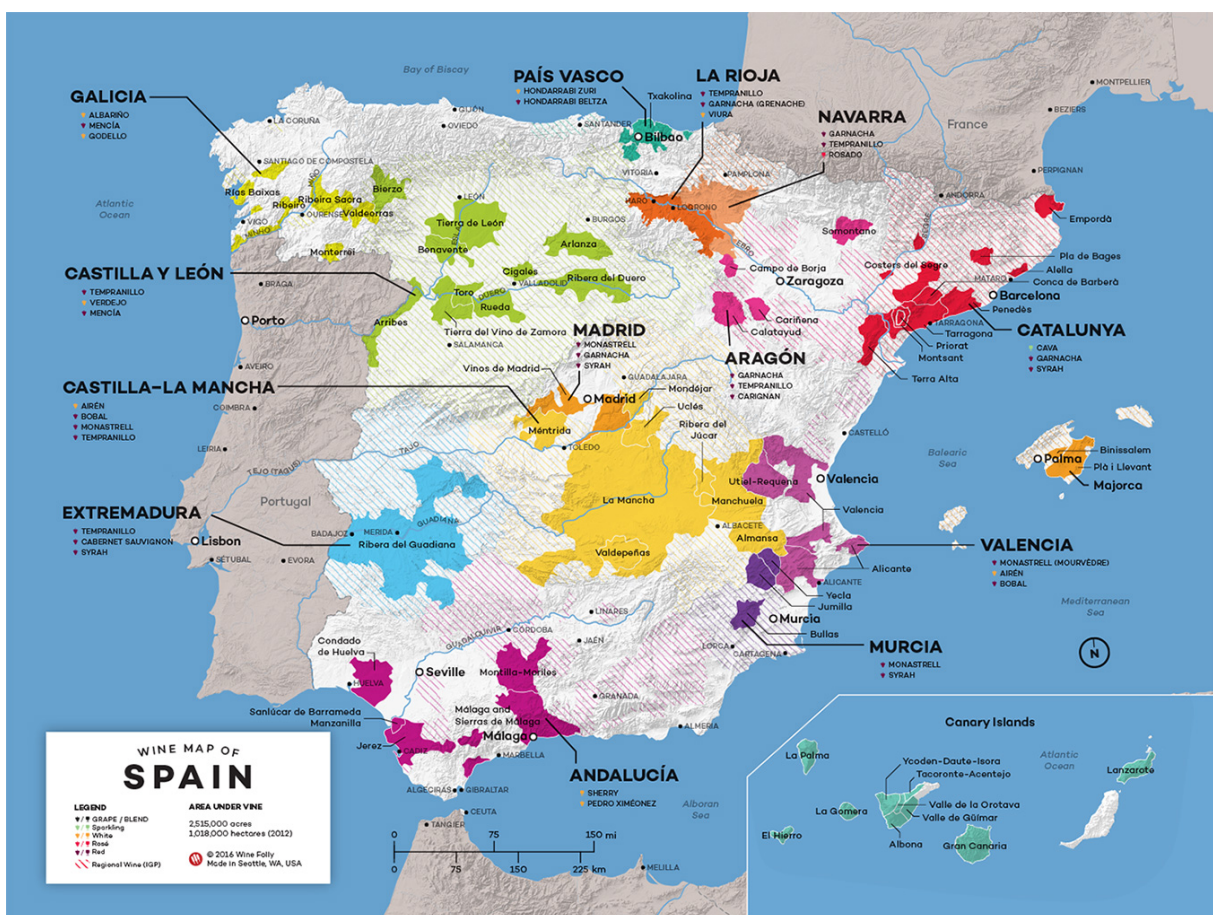 Bay of Biscay
Atlantic
Ocean
France
MONTPELLIER
BEZIERS
PERPIGNAN
ANDORRA
GALICIA
ALBARIÑO
MENCÍA
GODELLO
LA CORUÑA
SANTIAGO DE COMPOSTELA
Rías Baixas
Ribeiro
Ribeira Sacra
OURENSE
Valdeorras
VIGO
MINHO
Monterrei
Bierzo
GIJÓN
OVIEDO
SANTANDER
PAÍS VASCO
HONDARRABI ZURI
HONDARRABI BELTZA
Txakolina
Bilbao
VITORIA
LA RIOJA
TEMPRANILLO
GARNACHA (GRENACHE)
VIURA
HARO
LOGRONO
NAVARRA
GARNACHA
TEMPRANILLO
ROSADO
PAMPLONA
EBRO
LEÓN
Tierra de León
Benavente
BURGOS
Arlanza
Cigales
VALLADOLID
Ribera del Duero
Toro
DUERO
Rueda
Arribes
Tierra del Vino de Zamora
SALAMANCA
CASTILLA Y LEÓN
TEMPRANILLO
VERDEJO
MENCÍA
BRAGA
Porto
AVEIRO
COIMBRA
LEIRIA
Portugal
Lisbon
SÉTUBAL
EVORA
Somontano
Campo de Borja
Zaragoza
Cariñena
Calatayud
ARAGÓN
GARNACHA
TEMPRANILLO
CARIGNAN
SEGRE
Costers del Segre
Empordà
Pla de Bages
Alella
MATARO
Conca de Barberà
Barcelona
Penedès
TARRAGONA
Tarragona
Priorat
Montsant
Terra Alta
CATALUNYA
CAVA
GARNACHA
SYRAH
MADRID
MONASTRELL
GARNACHA
SYRAH
Vinos de Madrid
GUADALAJARA
Madrid
Mondéjar
Uclés
Ribera del
Júcar
Méntrida
TOLEDO
TAJO
TEJO (TAGUS)
CASTILLA–LA MANCHA
AIRÉN
BOBAL
MONASTRELL
TEMPRANILLO
La Mancha
Manchuela
ALBACETE
Almansa
Valdepeñas
CASTELLÓ
Utiel-Requena
Valencia
Valencia
Balearic
Sea
Palma
Binissalem
Plà i Llevant
Majorca
EXTREMADURA
TEMPRANILLO
CABERNET SAUVIGNON
SYRAH
BADAJOZ
MERIDA
GUADIANA
Ribera del Guadiana
VALENCIA
MONASTRELL (MOURVÈDRE)
AIRÉN
BOBAL
Alicante
ALICANTE
Yecla
Jumilla
Murcia
Bullas
LORCA
CARTAGENA
MURCIA
MONASTRELL
SYRAH
Mediterranean
Sea
N
LINARES
GUADALQUIVIR
CÓRDOBA
JAÉN
Condado
de Huelva
HUELVA
Seville
Montilla-Moriles
GRANADA
Sanlúcar de Barrameda
Manzanilla
Málaga and
Sierras de Málaga
Málaga
Jerez
CADIZ
MARBELLA
ALMERIA
ALGECIRAS
GIBRALTAR
CEUTA
TANGIER
MELILLA
Alboran
Sea
ANDALUCÍA
SHERRY
PEDRO XIMÉONEZ
0 75 150 mi
0 75 150 225 km
WINE MAP OF
SPAIN
LEGEND
GRAPE / BLEND
Sparkling
White
Rosé
Red
Regional Wine (IGP)
AREA UNDER VINE
2,515,000 acres
1,018,000 hectares (2012)
© 2016 Wine Folly
Made in Seattle, WA, USA
Canary Islands
Atlantic
Ocean
La Palma
Ycoden-Daute-Isora
Tacoronte-Acentejo
Valle de la Orotava
Valle de Güímar
Albona
La Gomera
El Hierro
Gran Canaria
Lanzarote